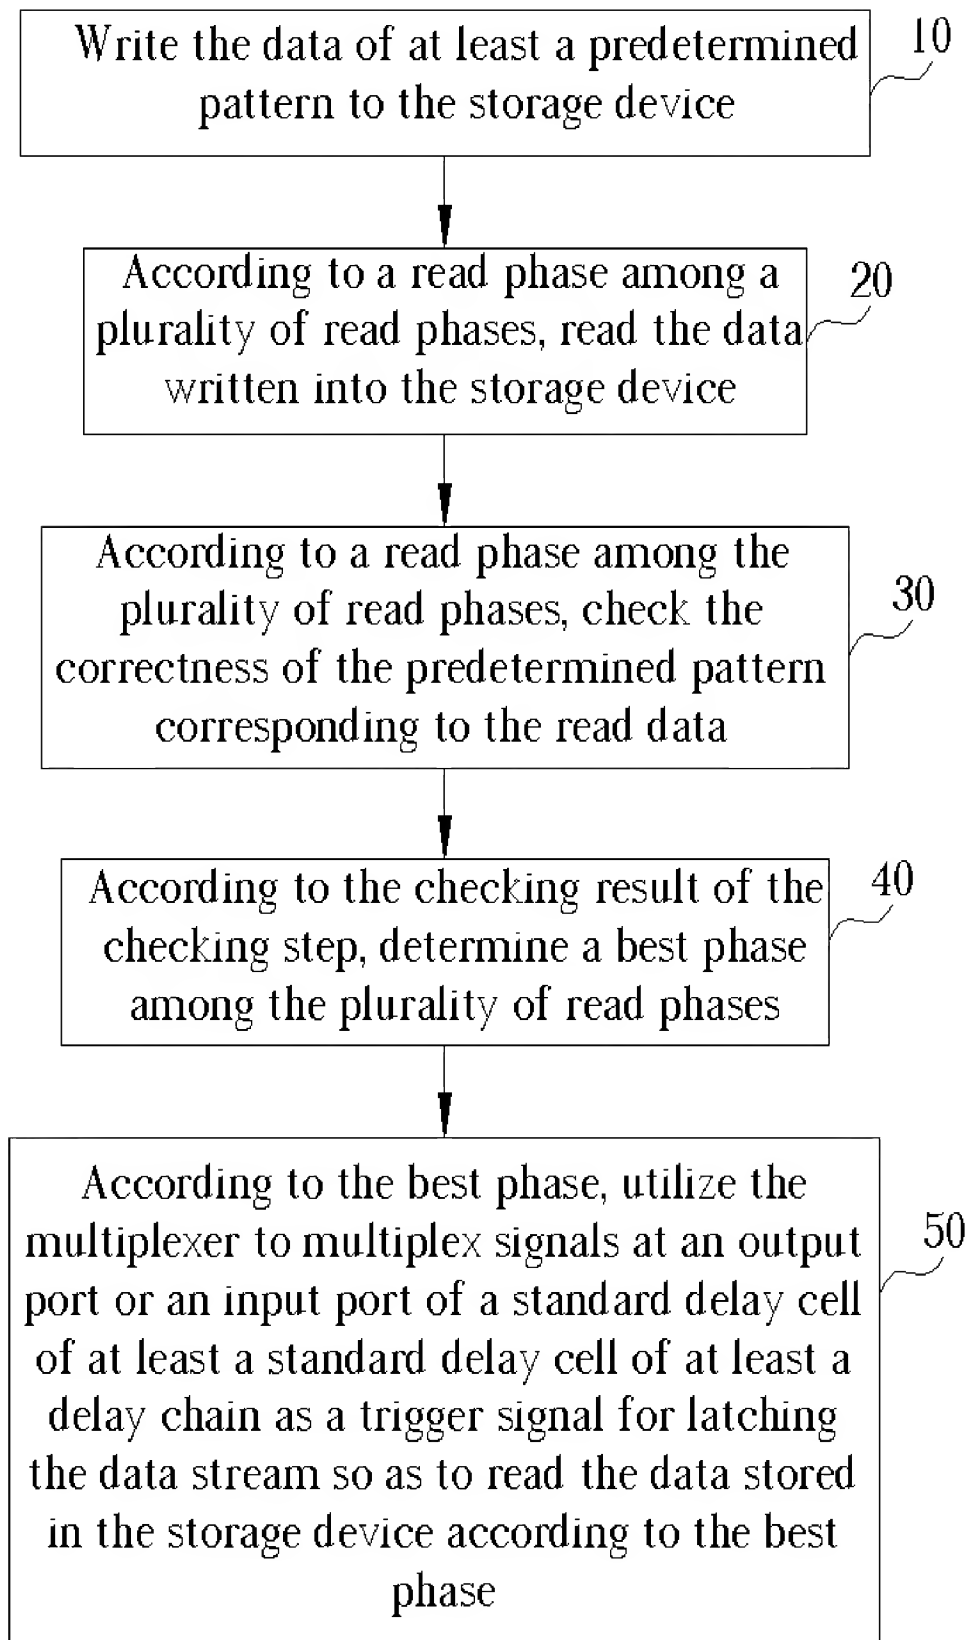 Write the data of at least a predetermined
pattern to the storage device
10
According to a read phase among a
plurality of read phases, read the data
written into the storage device
20
According to a read phase among the
plurality of read phases, check the
correctness of the predetermined pattern
corresponding to the read data
30
According to the checking result of the
checking step, determine a best phase
among the plurality of read phases
40
According to the best phase, utilize the
multiplexer to multiplex signals at an output
port or an input port of a standard delay cell
of at least a standard delay cell of at least a
delay chain as a trigger signal for latching
the data stream so as to read the data stored
in the storage device according to the best
phase
50